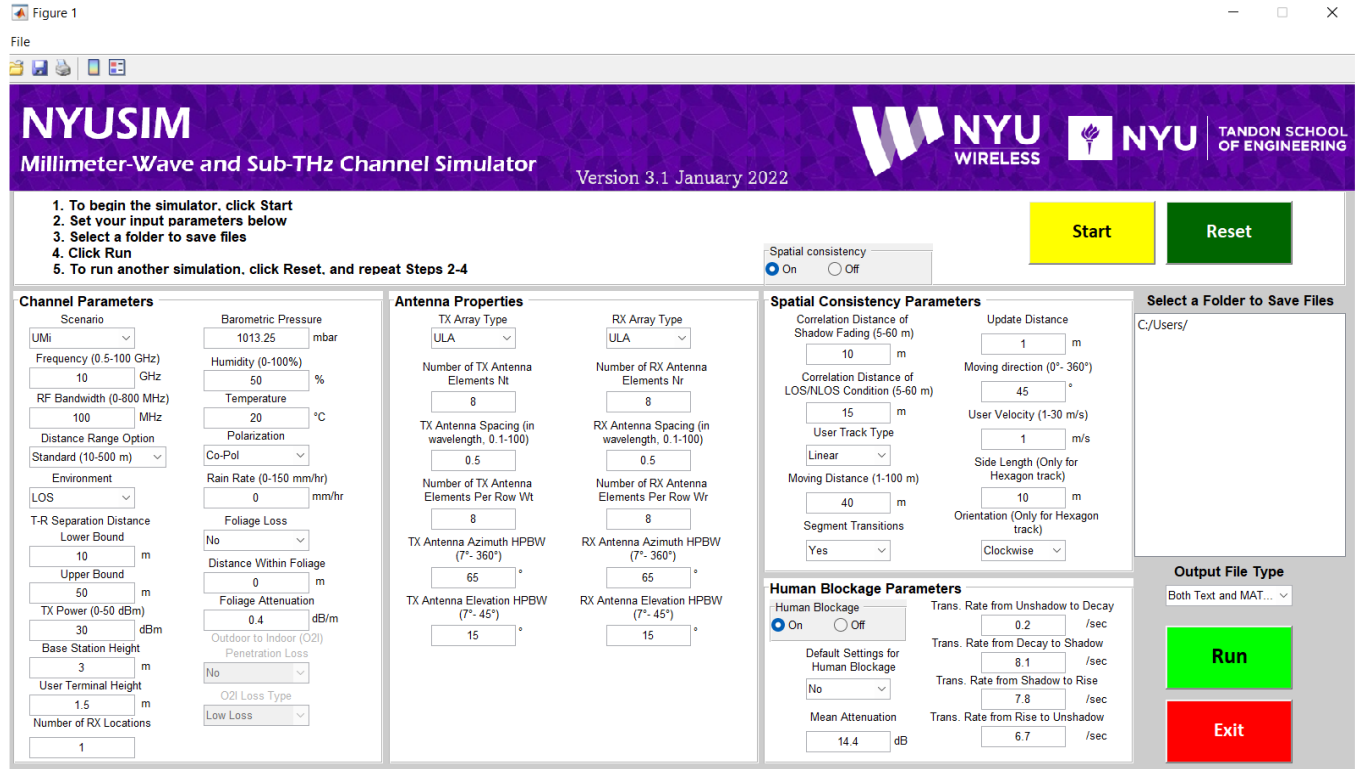 Figure 1
File
NYUSIM
Millimeter-Wave and Sub-THz Channel Simulator
Version 3.1 January 2022
NYU
WIRELESS
NYU
TANDON SCHOOL
OF ENGINEERING
1. To begin the simulator, click Start
2. Set your input parameters below
3. Select a folder to save files
4. Click Run
5. To run another simulation, click Reset, and repeat Steps 2-4
Spatial consistency
On Off
Start
Reset
Channel Parameters
Scenario
UMi
Frequency (0.5-100 GHz)
10 GHz
RF Bandwidth (0-800 MHz)
100 MHz
Distance Range Option
Standard (10-500 m)
Environment
LOS
T-R Separation Distance
Lower Bound
10 m
Upper Bound
50 m
TX Power (0-50 dBm)
30 dBm
Base Station Height
3 m
User Terminal Height
1.5 m
Number of RX Locations
1
Barometric Pressure
1013.25 mbar
Humidity (0-100%)
50 %
Temperature
20 °C
Polarization
Co-Pol
Rain Rate (0-150 mm/hr)
0 mm/hr
Foliage Loss
No
Distance Within Foliage
0 m
Foliage Attenuation
0.4 dB/m
Outdoor to Indoor (O2I)
Penetration Loss
No
O2I Loss Type
Low Loss
Antenna Properties
TX Array Type
ULA
Number of TX Antenna
Elements Nt
8
TX Antenna Spacing (in
wavelength, 0.1-100)
0.5
Number of TX Antenna
Elements Per Row Wt
8
TX Antenna Azimuth HPBW
(7°- 360°)
65 °
TX Antenna Elevation HPBW
(7°- 45°)
15 °
RX Array Type
ULA
Number of RX Antenna
Elements Nr
8
RX Antenna Spacing (in
wavelength, 0.1-100)
0.5
Number of RX Antenna
Elements Per Row Wr
8
RX Antenna Azimuth HPBW
(7°- 360°)
65 °
RX Antenna Elevation HPBW
(7°- 45°)
15 °
Spatial Consistency Parameters
Correlation Distance of
Shadow Fading (5-60 m)
10 m
Correlation Distance of
LOS/NLOS Condition (5-60 m)
15 m
User Track Type
Linear
Moving Distance (1-100 m)
40 m
Segment Transitions
Yes
Update Distance
1 m
Moving direction (0°- 360°)
45 °
User Velocity (1-30 m/s)
1 m/s
Side Length (Only for
Hexagon track)
10 m
Orientation (Only for Hexagon
track)
Clockwise
Human Blockage Parameters
Human Blockage
On Off
Default Settings for
Human Blockage
No
Mean Attenuation
14.4 dB
Trans. Rate from Unshadow to Decay
0.2 /sec
Trans. Rate from Decay to Shadow
8.1 /sec
Trans. Rate from Shadow to Rise
7.8 /sec
Trans. Rate from Rise to Unshadow
6.7 /sec
Select a Folder to Save Files
C:/Users/
Output File Type
Both Text and MAT...
Run
Exit